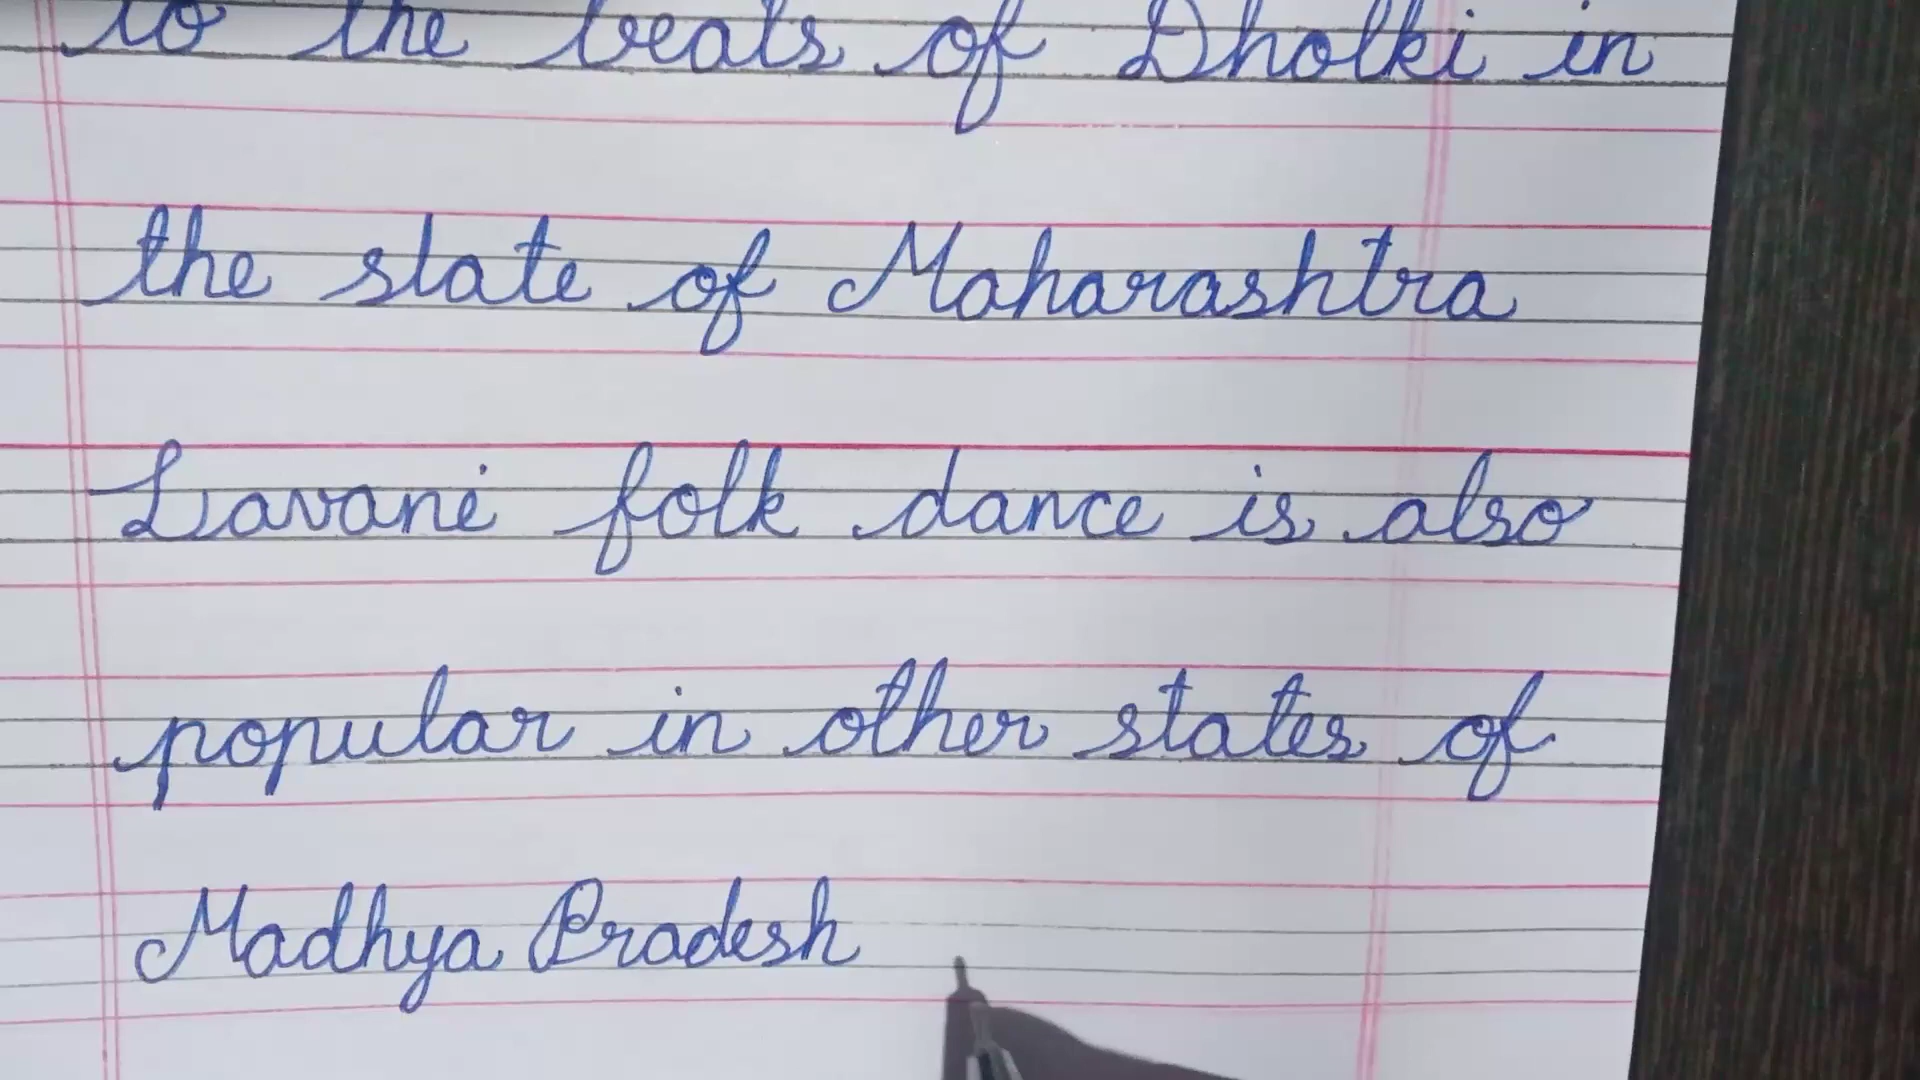 to the beats of Dholki in
the state of Maharashtra
Lavani folk dance is also
popular in other states of
Madhya Pradesh